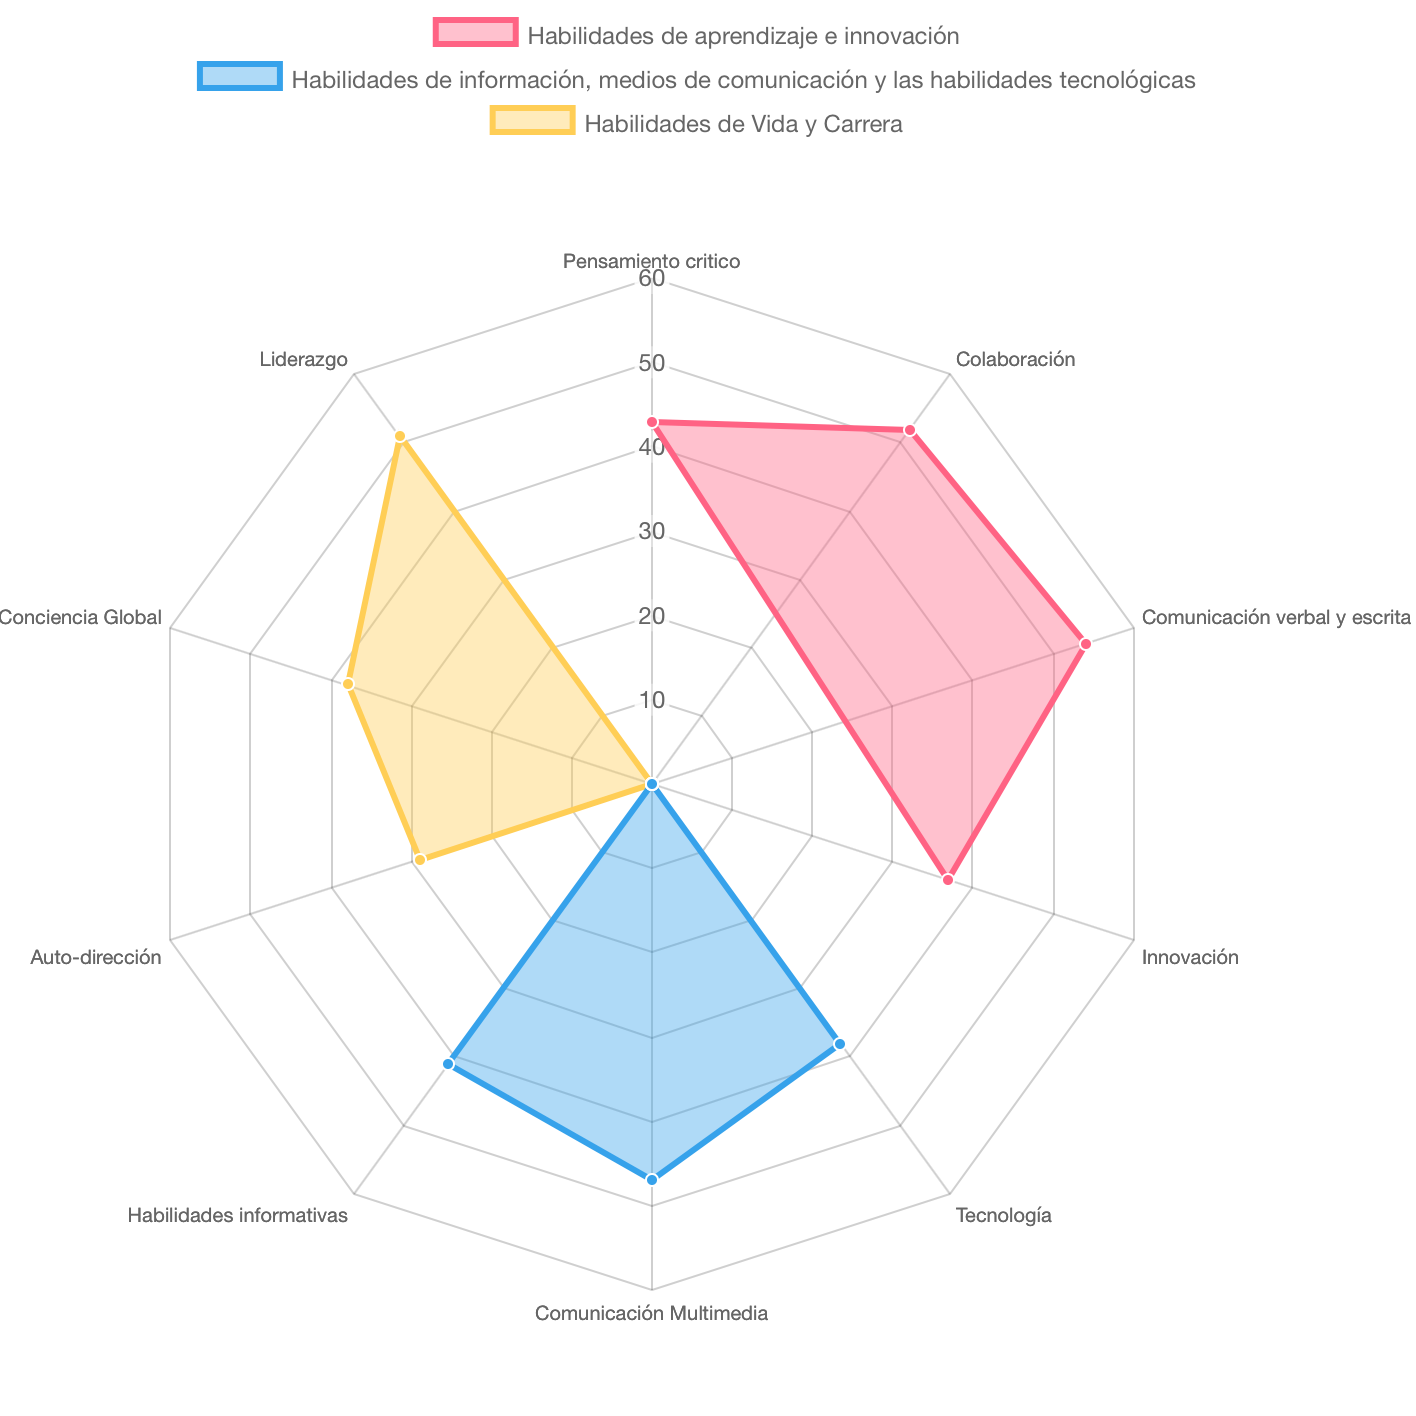 Habilidades de aprendizaje e innovación
Habilidades de información, medios de comunicación y las habilidades tecnológicas
Habilidades de Vida y Carrera
Pensamiento critico
60
Liderazgo
Colaboración
50
40
30
Conciencia Global
20
Comunicación verbal y escrita
10
Auto-dirección
Innovación
Habilidades informativas
Tecnología
Comunicación Multimedia